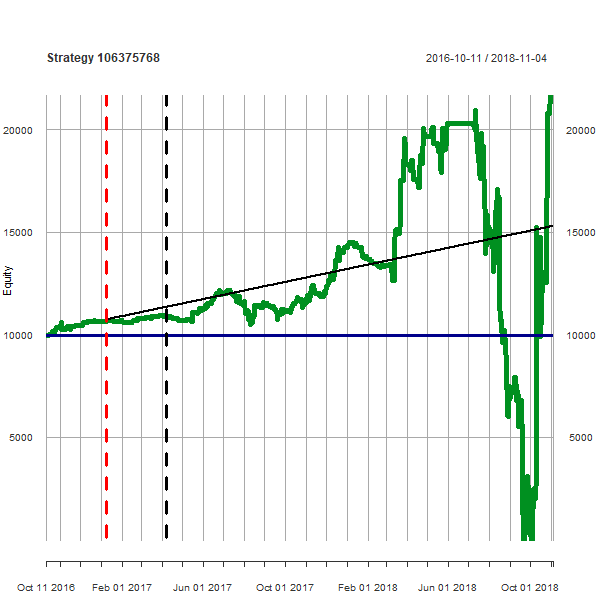 Strategy 106375768
2016-10-11 / 2018-11-04
20000
20000
15000
15000
Equity
10000
10000
5000
5000
Oct 11 2016
Feb 01 2017
Jun 01 2017
Oct 01 2017
Feb 01 2018
Jun 01 2018
Oct 01 2018